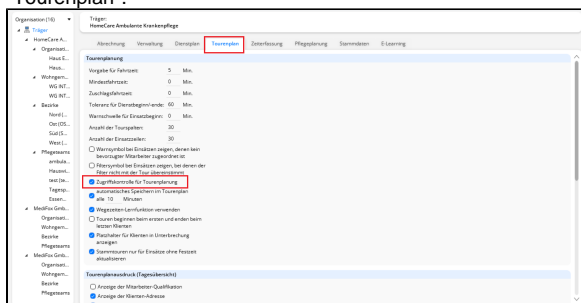 "Tourenplan".
Organisation (16)
Träger
HomeCare A...
Organisati...
Haus E...
Haus...
Wohngem...
WG INT...
WG INT...
Bezirke
Nord (...
Ost (OS...
Süd (S...
West (...
Pflegeteams
ambula...
Hauswi...
test (te...
Tagesp...
Essen...
MediFox Gmb...
Organisati...
Wohngem...
Bezirke
Pflegeteams
MediFox Gmb...
Organisati...
Wohngem...
Bezirke
Pflegeteams
Träger:
HomeCare Ambulante Krankenpflege
Abrechnung Verwaltung Dienstplan Tourenplan Zeiterfassung Pflegeplanung Stammdaten E-Learning
Tourenplanung
Vorgabe für Fahrtzeit: 5 Min.
Mindestfahrzeit: 0 Min.
Zuschlagsfahrtzeit 0 Min.
Toleranz für Dienstbeginn/-ende: 60 Min.
Warnschwelle für Einsatzbeginn: 0 Min.
Anzahl der Tourspalten: 30
Anzahl der Einsatzzeilen: 30
Warnsymbol bei Einsätzen zeigen, denen kein
bevorzugter Mitarbeiter zugeordnet ist
Filtersymbol bei Einsätzen zeigen, bei denen der
Filter nicht mit der Tour übereinstimmt
Zugriffskontrolle für Tourenplanung
automatisches Speichern im Tourenplan
alle 10 Minuten
Wegezeiten-Lernfunktion verwenden
Touren beginnen beim ersten und enden beim
letzten Klienten
Platzhalter für Klienten in Unterbrechung
anzeigen
Stammtouren nur für Einsätze ohne Festzeit
aktualisieren
Tourenplanausdruck (Tagesübersicht)
Anzeige der Mitarbeiter-Qualifikation
Anzeige der Klienten-Adresse